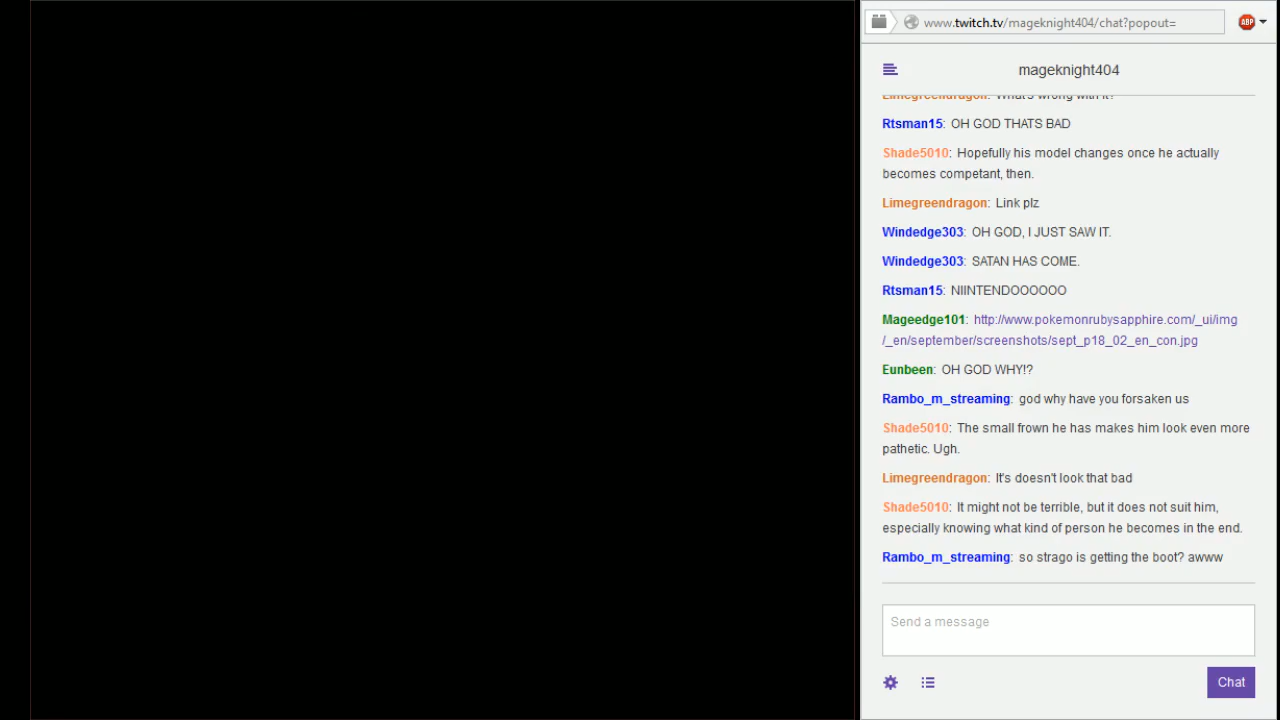 www.twitch.tv/mageknight404/chat?popout=
ABP
mageknight404
Limegreendragon: What's wrong with it?
Rtsman15: OH GOD THATS BAD
Shade5010: Hopefully his model changes once he actually
becomes competant, then.
Limegreendragon: Link plz
Windedge303: OH GOD, I JUST SAW IT.
Windedge303: SATAN HAS COME.
Rtsman15: NIINTENDOOOOOO
Mageedge101: http://www.pokemonrubysapphire.com/_ui/img
/_en/september/screenshots/sept_p18_02_en_con.jpg
Eunbeen: OH GOD WHY!?
Rambo_m_streaming: god why have you forsaken us
Shade5010: The small frown he has makes him look even more
pathetic. Ugh.
Limegreendragon: It's doesn't look that bad
Shade5010: It might not be terrible, but it does not suit him,
especially knowing what kind of person he becomes in the end.
Rambo_m_streaming: so strago is getting the boot? awww
Send a message
Chat